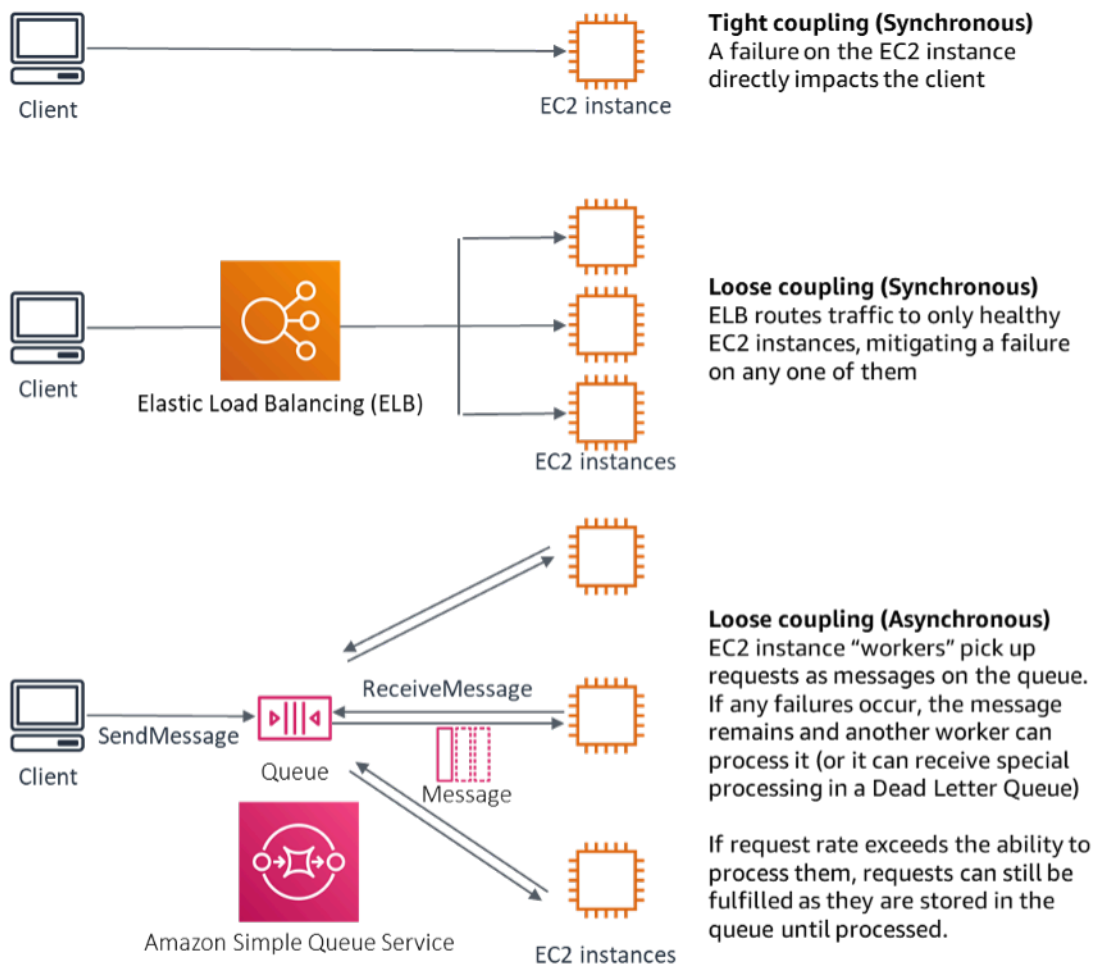 Client
EC2 instance
Tight coupling (Synchronous)
A failure on the EC2 instance
directly impacts the client
Client
Elastic Load Balancing (ELB)
EC2 instances
Loose coupling (Synchronous)
ELB routes traffic to only healthy
EC2 instances, mitigating a failure
on any one of them
Client
SendMessage
Queue
ReceiveMessage
Message
Amazon Simple Queue Service
EC2 instances
Loose coupling (Asynchronous)
EC2 instance “workers” pick up
requests as messages on the queue.
If any failures occur, the message
remains and another worker can
process it (or it can receive special
processing in a Dead Letter Queue)
If request rate exceeds the ability to
process them, requests can still be
fulfilled as they are stored in the
queue until processed.